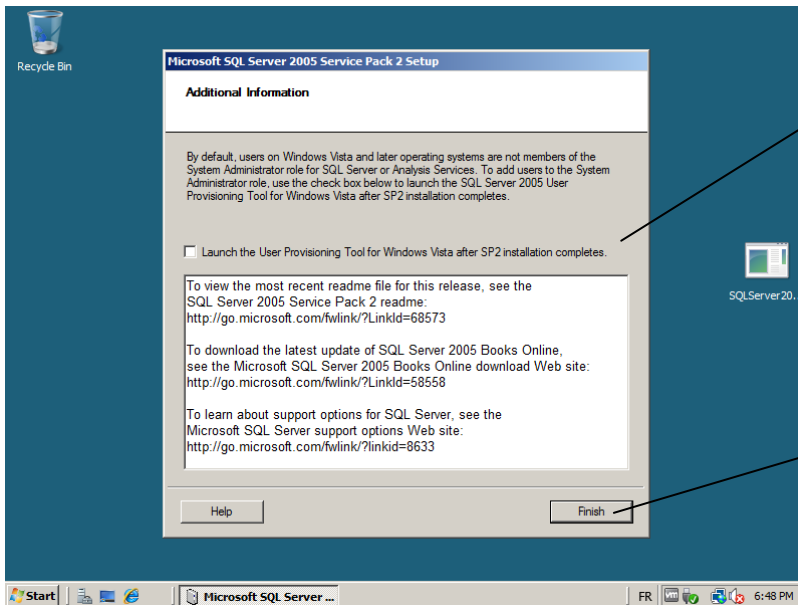 Recycle Bin
Microsoft SQL Server 2005 Service Pack 2 Setup
Additional Information
By default, users on Windows Vista and later operating systems are not members of the
System Administrator role for SQL Server or Analysis Services. To add users to the System
Administrator role, use the check box below to launch the SQL Server 2005 User
Provisioning Tool for Windows Vista after SP2 installation completes.
Launch the User Provisioning Tool for Windows Vista after SP2 installation completes.
To view the most recent readme file for this release, see the
SQL Server 2005 Service Pack 2 readme:
http://go.microsoft.com/fwlink/?LinkId=68573
To download the latest update of SQL Server 2005 Books Online,
see the Microsoft SQL Server 2005 Books Online download Web site:
http://go.microsoft.com/fwlink/?LinkId=58558
To learn about support options for SQL Server, see the
Microsoft SQL Server support options Web site:
http://go.microsoft.com/fwlink/?linkid=8633
SQLServer20..
Help
Finish
Start
Microsoft SQL Server ...
FR
vm
6:48 PM